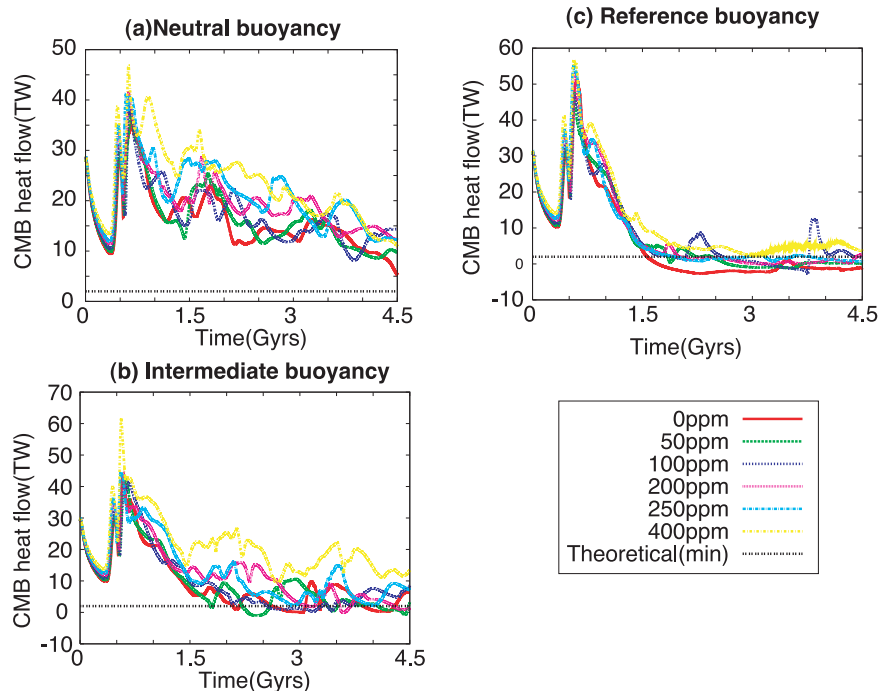 (a)Neutral buoyancy
50
40
30
20
10
0
CMB heat flow(TW)
0
1.5
3
4.5
Time(Gyrs)
(c) Reference buoyancy
60
50
40
30
20
10
0
-10
CMB heat flow(TW)
0
1.5
3
4.5
Time(Gyrs)
(b) Intermediate buoyancy
70
60
50
40
30
20
10
0
-10
CMB heat flow(TW)
0
1.5
3
4.5
Time(Gyrs)
0ppm
50ppm
100ppm
200ppm
250ppm
400ppm
Theoretical(min)